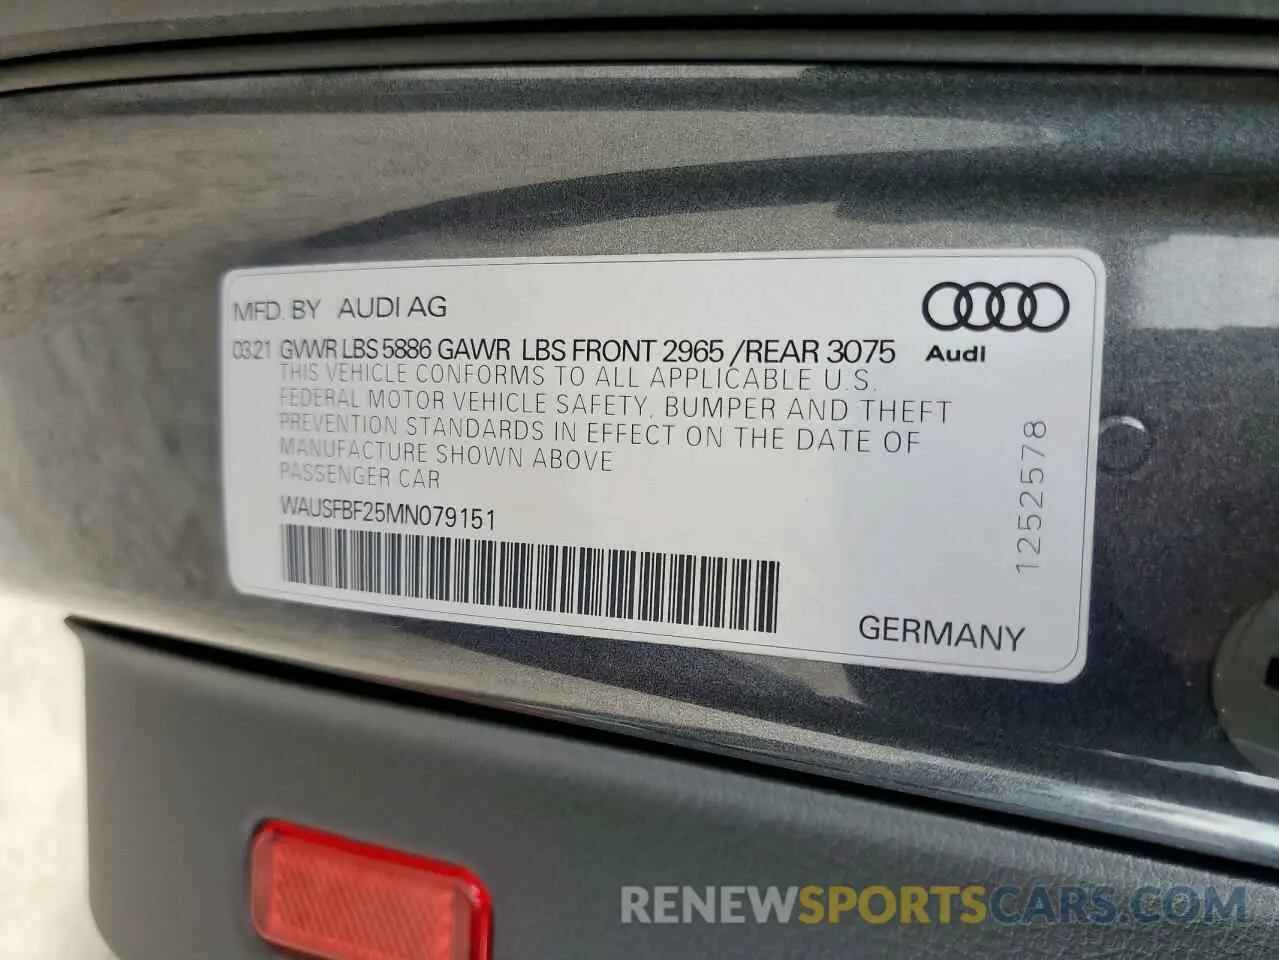 MFD. BY AUDI AG
03.21 GVWR LBS 5886 GAWR LBS FRONT 2965 /REAR 3075
Audi
THIS VEHICLE CONFORMS TO ALL APPLICABLE U.S.
FEDERAL MOTOR VEHICLE SAFETY, BUMPER AND THEFT
PREVENTION STANDARDS IN EFFECT ON THE DATE OF
MANUFACTURE SHOWN ABOVE
PASSENGER CAR
WAUSFBF25MN079151
1252578
GERMANY
RENEWSPORTSCARS.COM